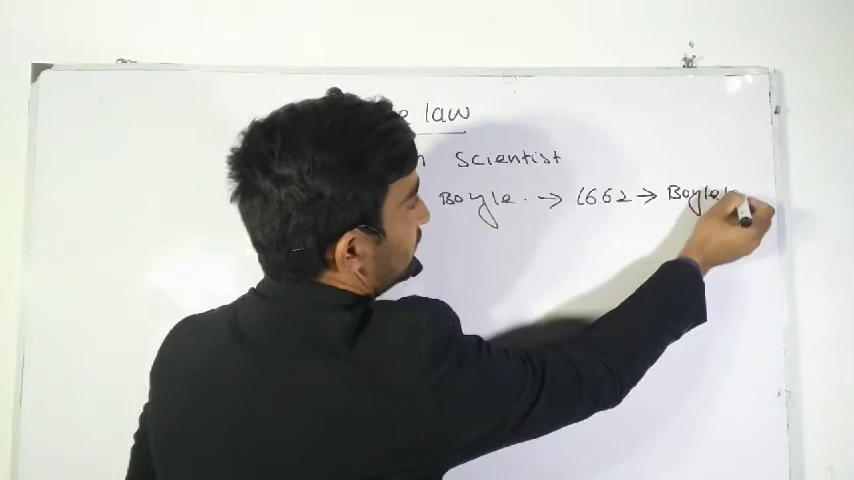 law
Scientist
Boyle. → 1662 → Boyle